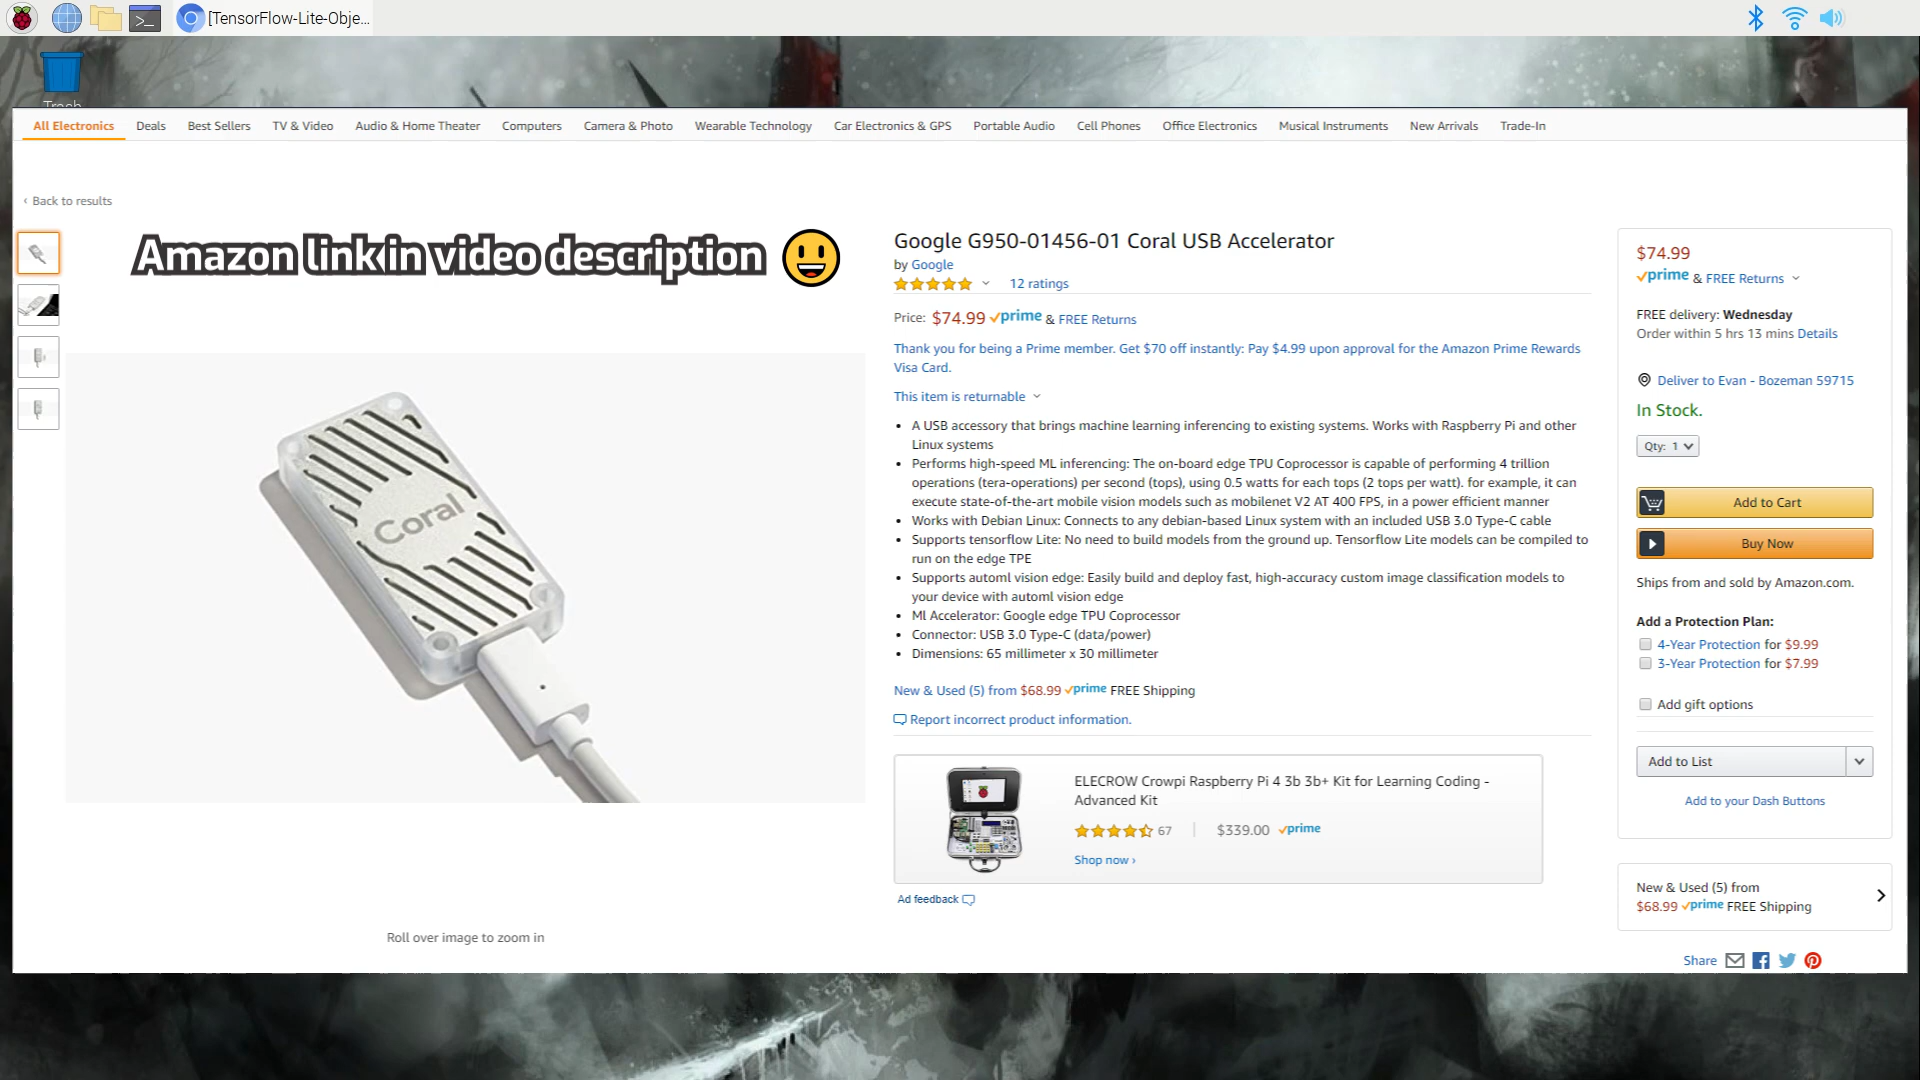 [TensorFlow-Lite-Obje...
Trash
All Electronics Deals Best Sellers TV & Video Audio & Home Theater Computers Camera & Photo Wearable Technology Car Electronics & GPS Portable Audio Cell Phones Office Electronics Musical Instruments New Arrivals Trade-In
‹ Back to results
Amazon link in video description
Coral
Roll over image to zoom in
Google G950-01456-01 Coral USB Accelerator
by Google
12 ratings
Price: $74.99 prime & FREE Returns
Thank you for being a Prime member. Get $70 off instantly: Pay $4.99 upon approval for the Amazon Prime Rewards
Visa Card.
This item is returnable
• A USB accessory that brings machine learning inferencing to existing systems. Works with Raspberry Pi and other
Linux systems
• Performs high-speed ML inferencing: The on-board edge TPU Coprocessor is capable of performing 4 trillion
operations (tera-operations) per second (tops), using 0.5 watts for each tops (2 tops per watt). for example, it can
execute state-of-the-art mobile vision models such as mobilenet V2 AT 400 FPS, in a power efficient manner
• Works with Debian Linux: Connects to any debian-based Linux system with an included USB 3.0 Type-C cable
• Supports tensorflow Lite: No need to build models from the ground up. Tensorflow Lite models can be compiled to
run on the edge TPE
• Supports automl vision edge: Easily build and deploy fast, high-accuracy custom image classification models to
your device with automl vision edge
• Ml Accelerator: Google edge TPU Coprocessor
• Connector: USB 3.0 Type-C (data/power)
• Dimensions: 65 millimeter x 30 millimeter
New & Used (5) from $68.99 prime FREE Shipping
Report incorrect product information.
ELECROW Crowpi Raspberry Pi 4 3b 3b+ Kit for Learning Coding -
Advanced Kit
67 | $339.00 prime
Shop now ›
Ad feedback
$74.99
prime & FREE Returns
FREE delivery: Wednesday
Order within 5 hrs 13 mins Details
Deliver to Evan - Bozeman 59715
In Stock.
Qty: 1
Add to Cart
Buy Now
Ships from and sold by Amazon.com.
Add a Protection Plan:
4-Year Protection for $9.99
3-Year Protection for $7.99
Add gift options
Add to List
Add to your Dash Buttons
New & Used (5) from
$68.99 prime FREE Shipping
Share